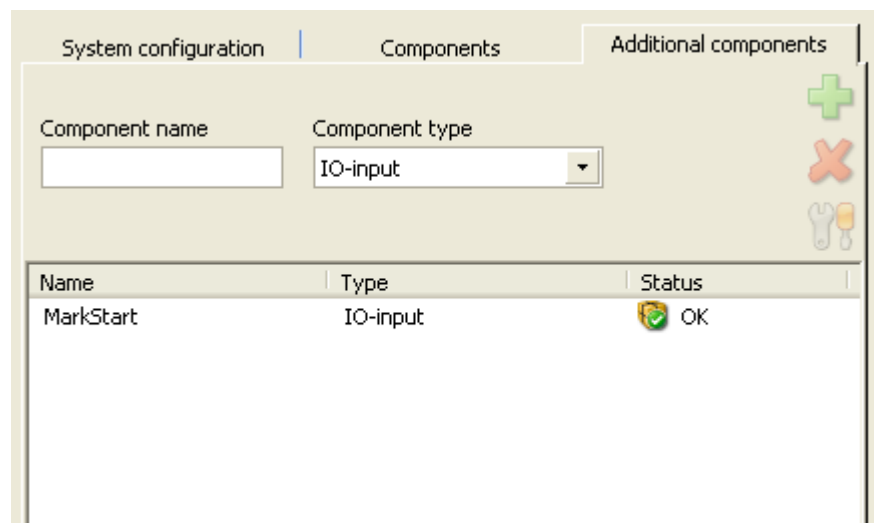 System configuration Components Additional components
Component name Component type
IO-input
Name Type Status
MarkStart IO-input OK